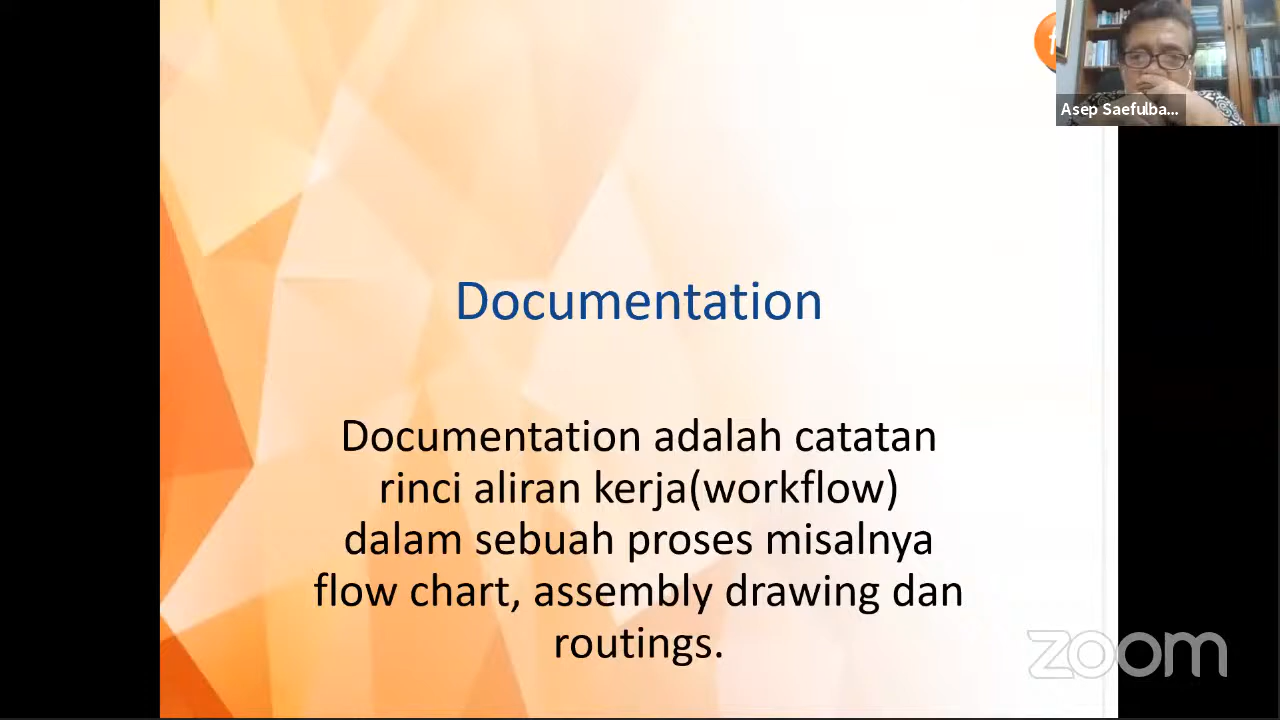 Asep Saefulba...
Documentation
Documentation adalah catatan
rinci aliran kerja(workflow)
dalam sebuah proses misalnya
flow chart, assembly drawing dan
routings.
zoom